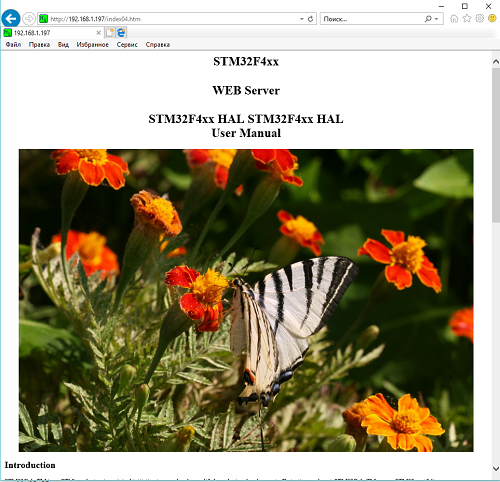 http://192.168.1.197/index04.htm
Поиск...
192.168.1.197
Файл Правка Вид Избранное Сервис Справка
STM32F4xx
WEB Server
STM32F4xx HAL STM32F4xx HAL
User Manual
Introduction